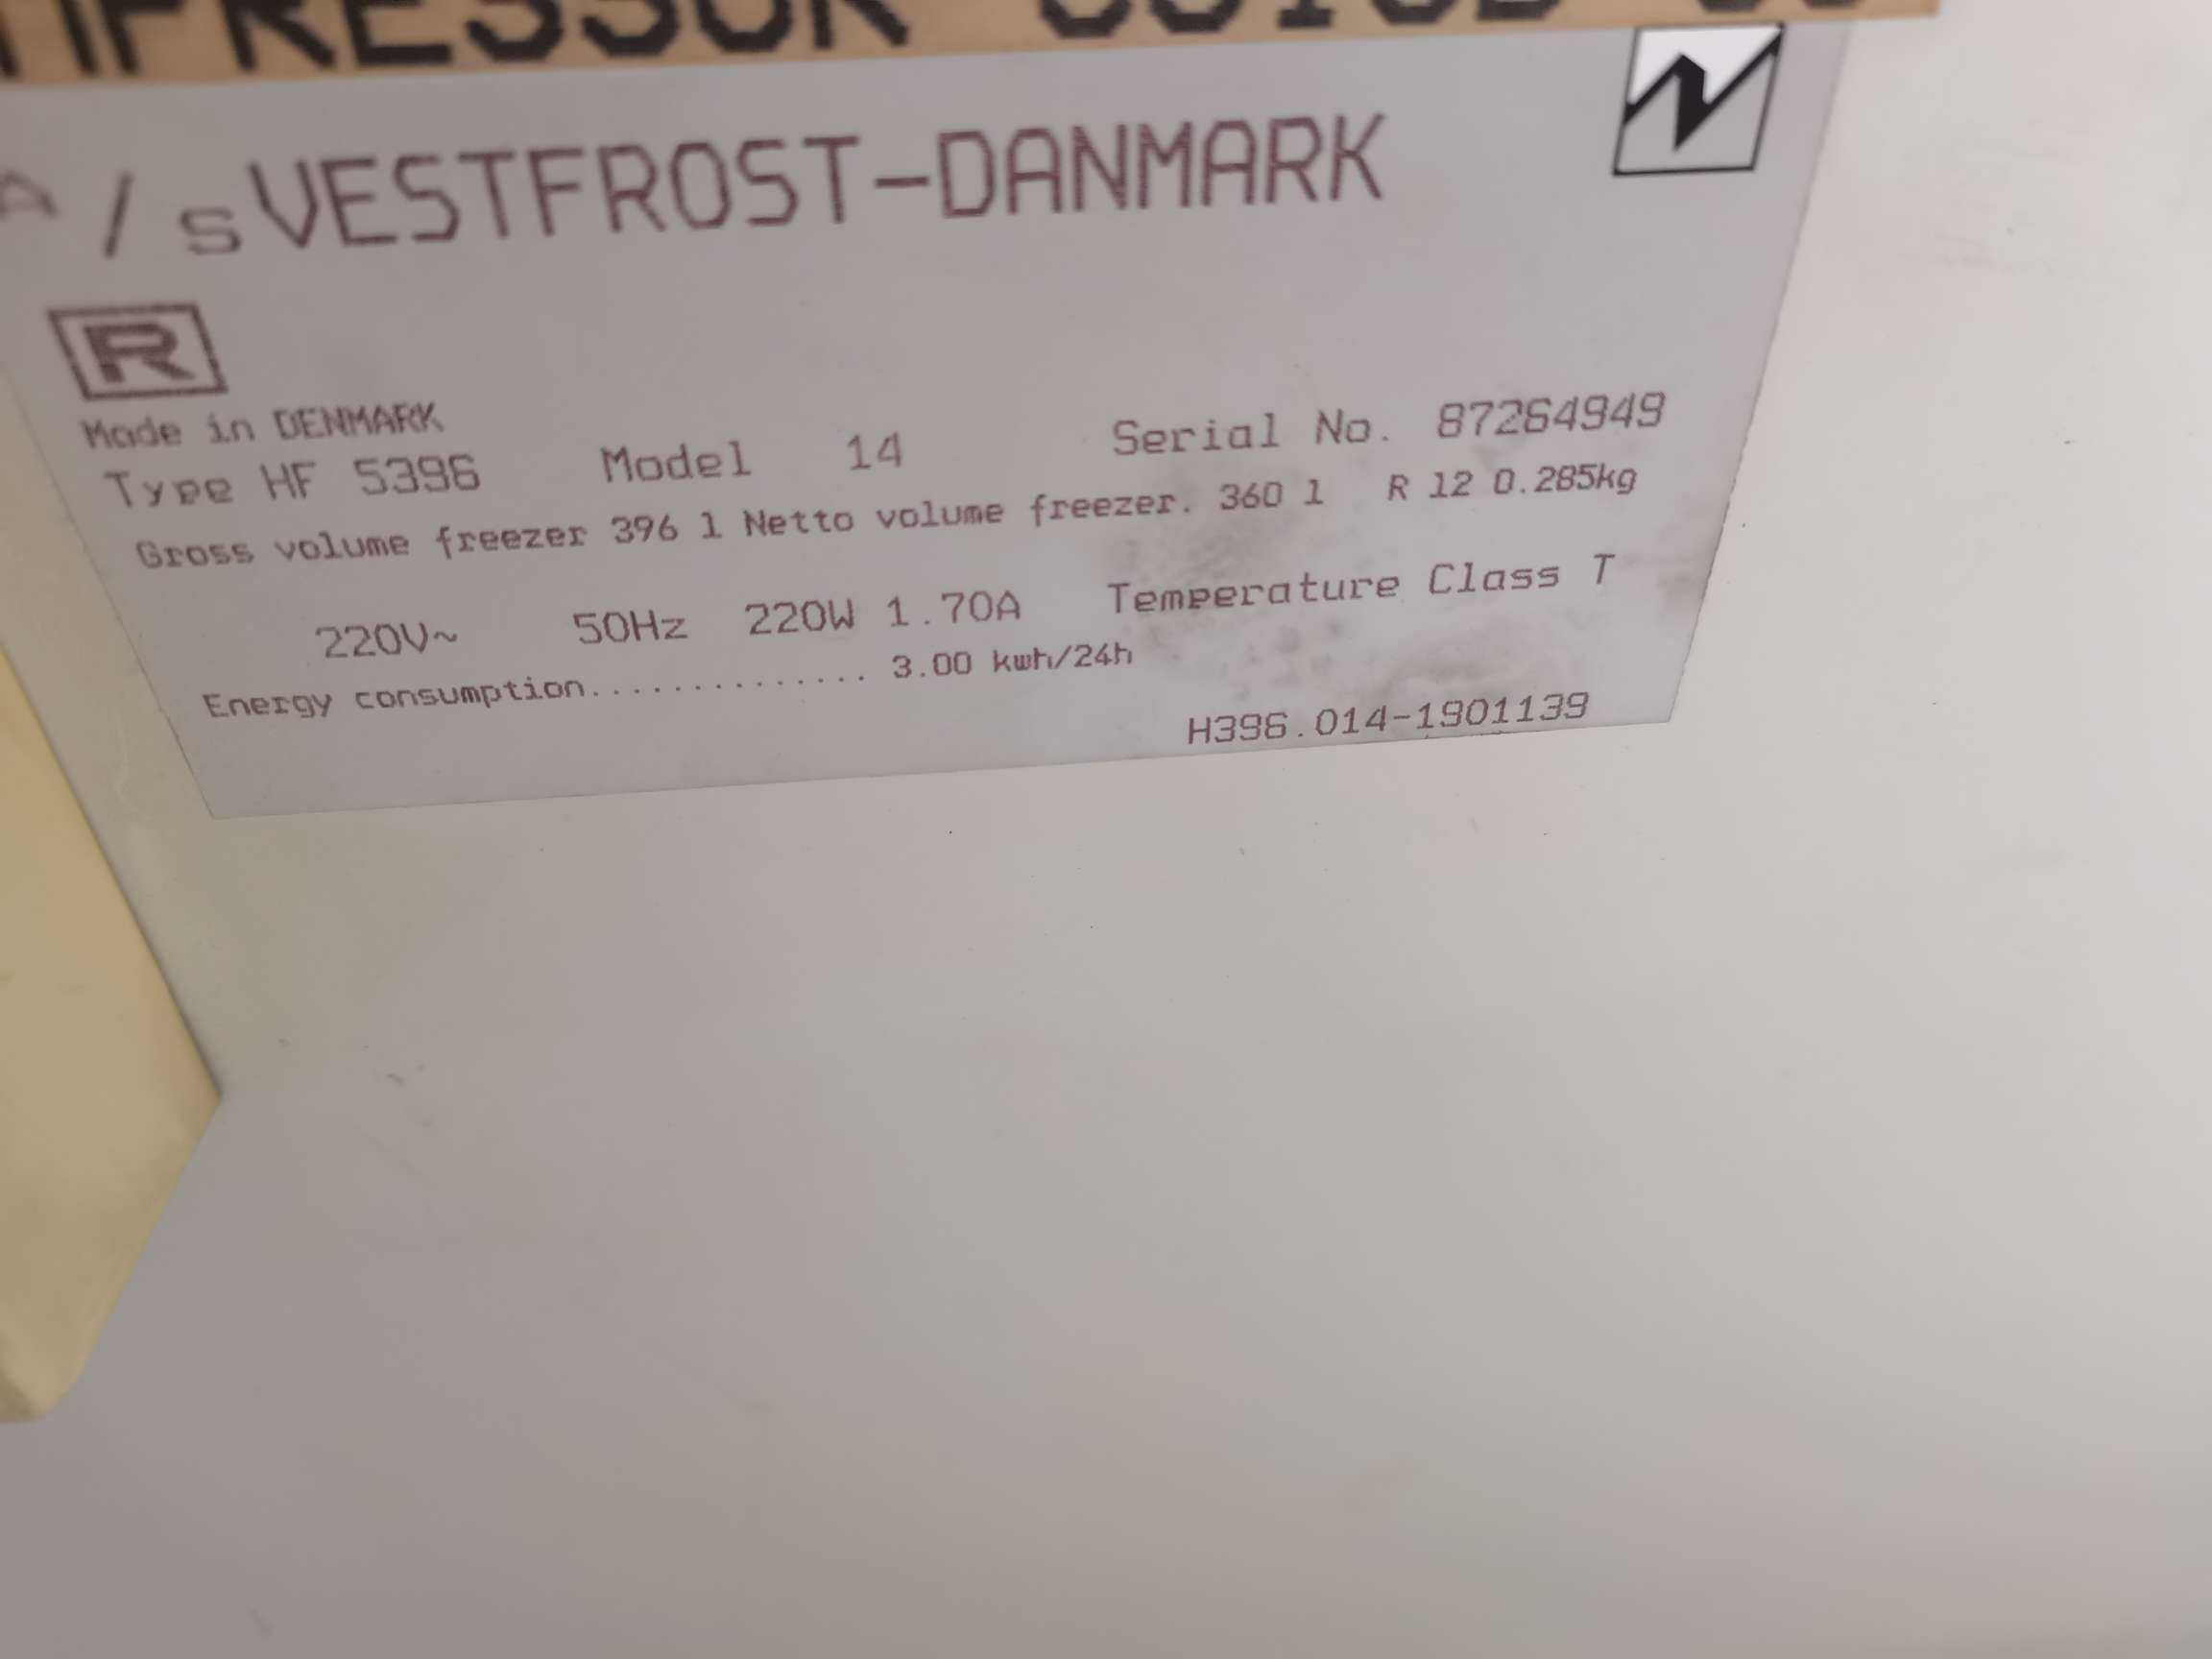 A/s VESTFROST-DANMARK
R
Made in DENMARK
Type HF 5396 Model 14 Serial No. 87264949
Gross volume freezer 396 l Netto volume freezer. 360 l R 12 0.285kg
220V~ 50Hz 220W 1.70A Temperature Class T
Energy consumption.............. 3.00 kwh/24h
H396.014-1901139